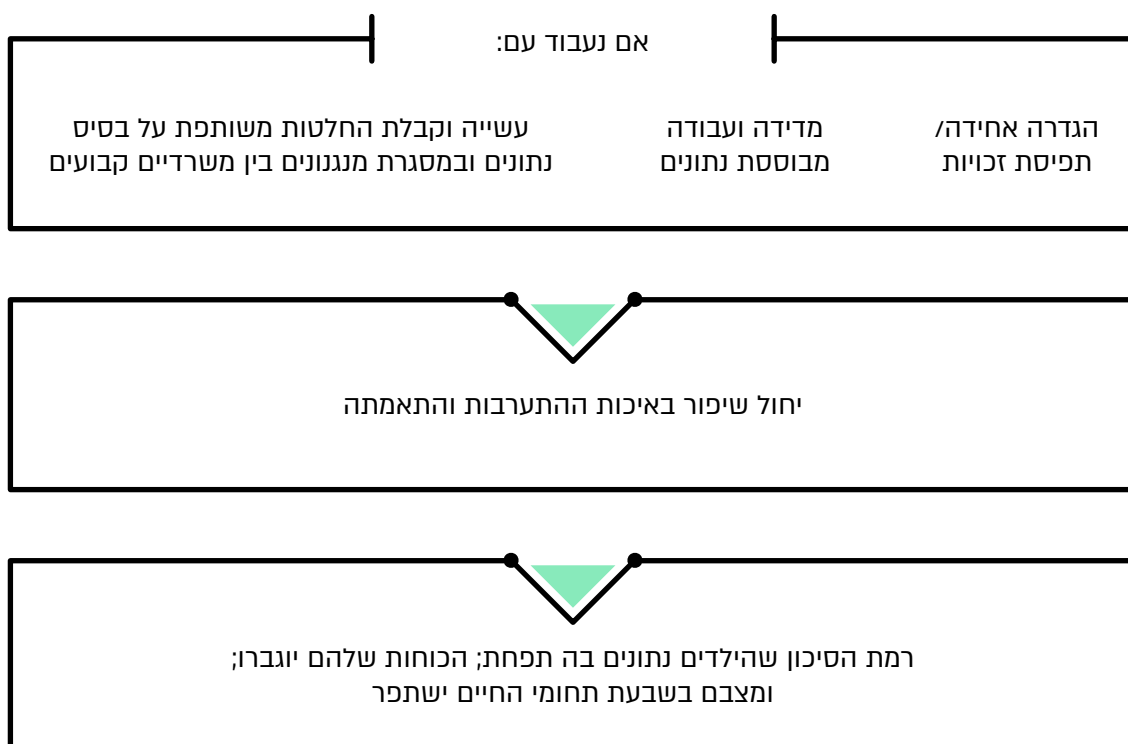 אם נעבוד עם:
הגדרה אחידה/
תפיסת זכויות
מדידה ועבודה
מבוססת נתונים
עשייה וקבלת החלטות משותפת על בסיס
נתונים ובמסגרת מנגנונים בין משרדיים קבועים
יחול שיפור באיכות ההתערבות והתאמתה
רמת הסיכון שהילדים נתונים בה תפחת; הכוחות שלהם יוגברו;
ומצבם בשבעת תחומי החיים ישתפר